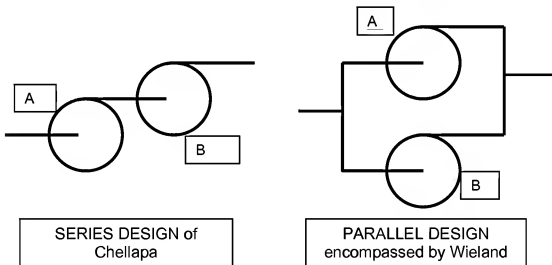 A
B
SERIES DESIGN of
Chellapa
A
B
PARALLEL DESIGN
encompassed by Wieland